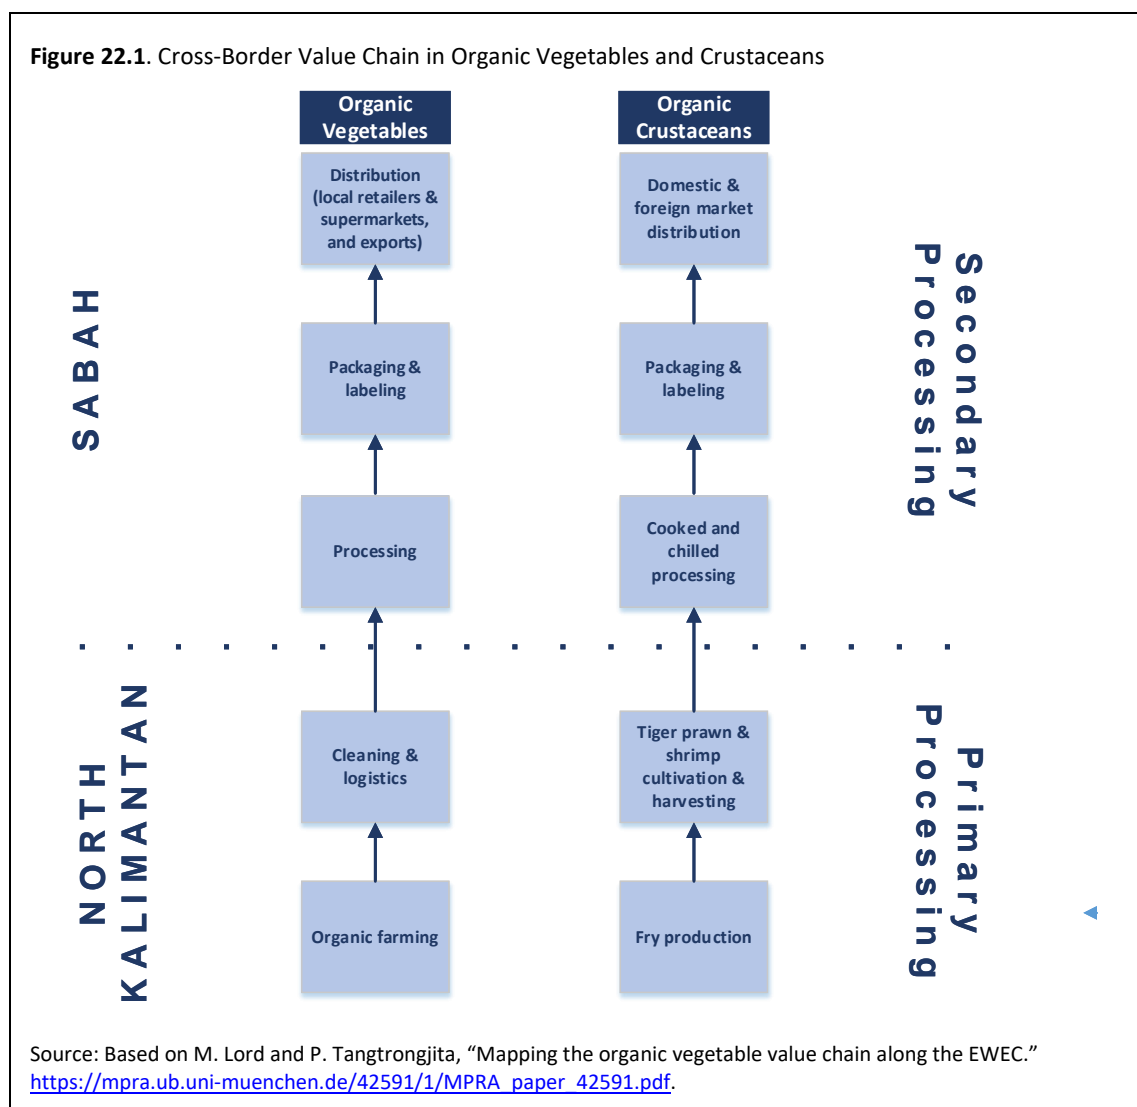 Figure 22.1. Cross-Border Value Chain in Organic Vegetables and Crustaceans
Organic
Vegetables
Organic
Crustaceans
Distribution
(local retailers &
supermarkets,
and exports)
Domestic &
foreign market
distribution
SABAH
Secondary
Processing
Packaging &
labeling
Packaging &
labeling
Processing
Cooked and
chilled
processing
NORTH
KALIMANTAN
Primary
Processing
Cleaning &
logistics
Tiger prawn &
shrimp
cultivation &
harvesting
Organic farming
Fry production
Source: Based on M. Lord and P. Tangtrongjita, “Mapping the organic vegetable value chain along the EWEC.”
https://mpra.ub.uni-muenchen.de/42591/1/MPRA_paper_42591.pdf.